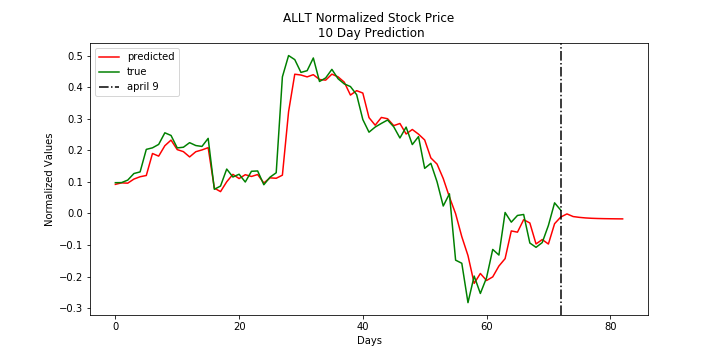 ALLT Normalized Stock Price
10 Day Prediction
predicted
true
april 9
Normalized Values
0.5
0.4
0.3
0.2
0.1
0.0
−0.1
−0.2
−0.3
0 20 40 60 80
Days